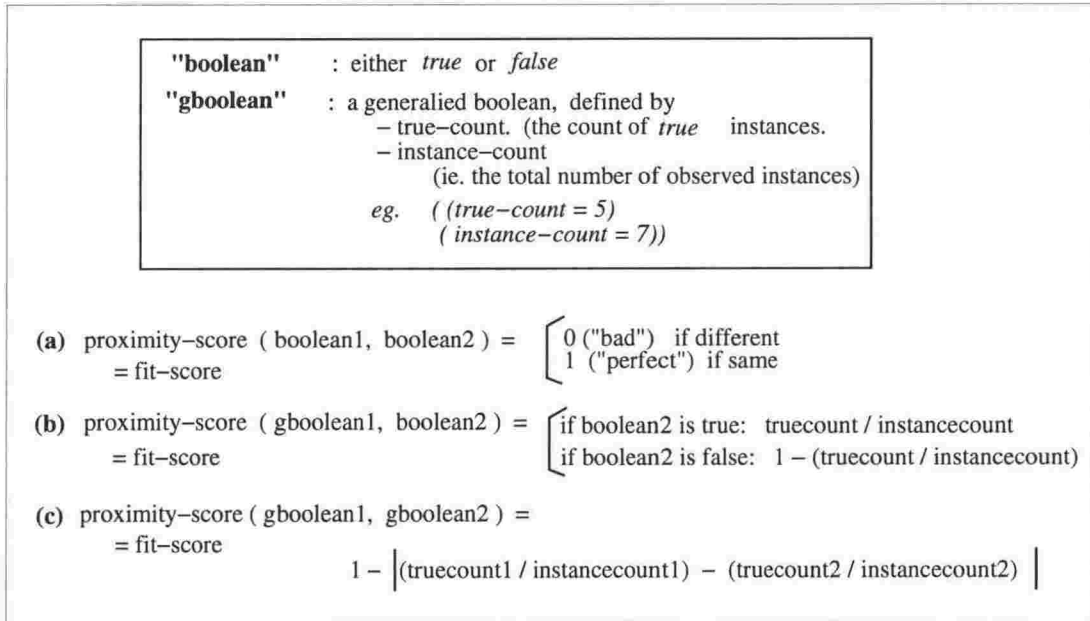 "boolean" : either true or false
"gboolean" : a generalied boolean, defined by
– true–count. (the count of true instances.
– instance–count
(ie. the total number of observed instances)
eg. ( (true–count = 5)
( instance–count = 7))
(a) proximity–score ( boolean1, boolean2 ) = 0 ("bad") if different
1 ("perfect") if same
= fit–score
(b) proximity–score ( gboolean1, boolean2 ) = if boolean2 is true: truecount / instancecount
= fit–score if boolean2 is false: 1 – (truecount / instancecount)
(c) proximity–score ( gboolean1, gboolean2 ) =
= fit–score
1 – |(truecount1 / instancecount1) – (truecount2 / instancecount2) |